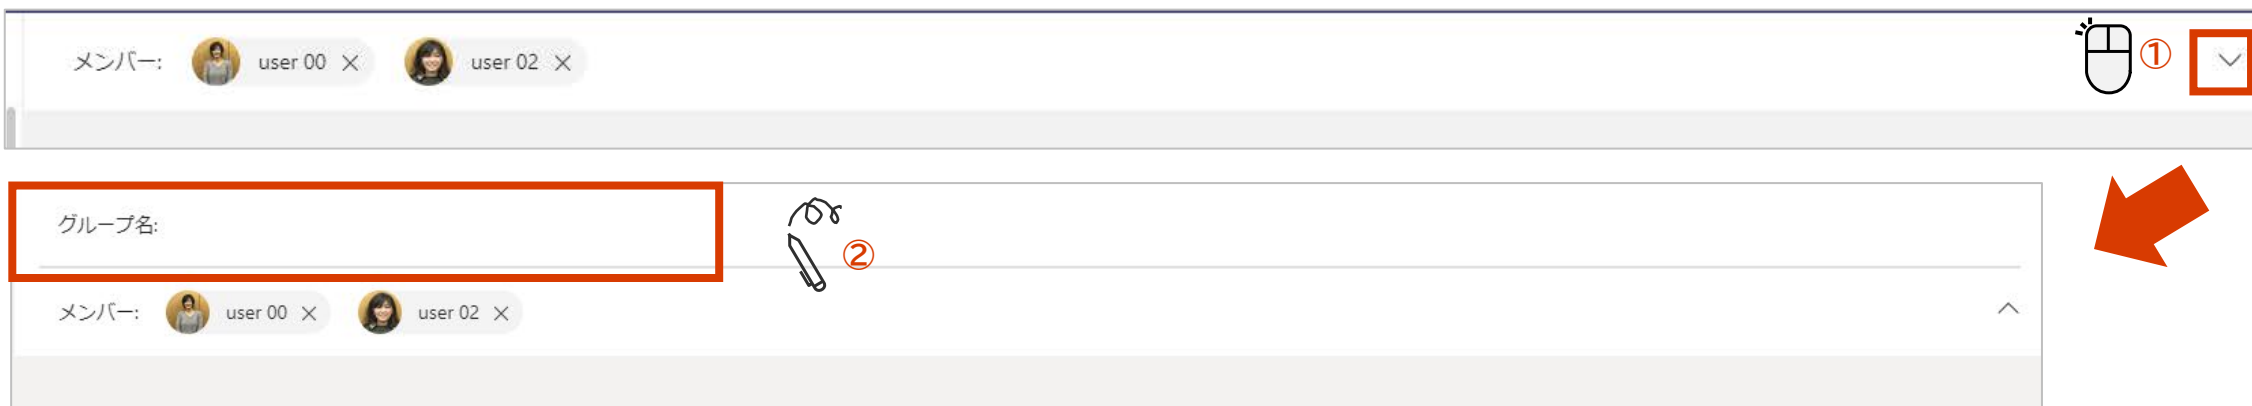 メンバー: user 00 × user 02 × ①
グループ名:
②
メンバー: user 00 × user 02 ×